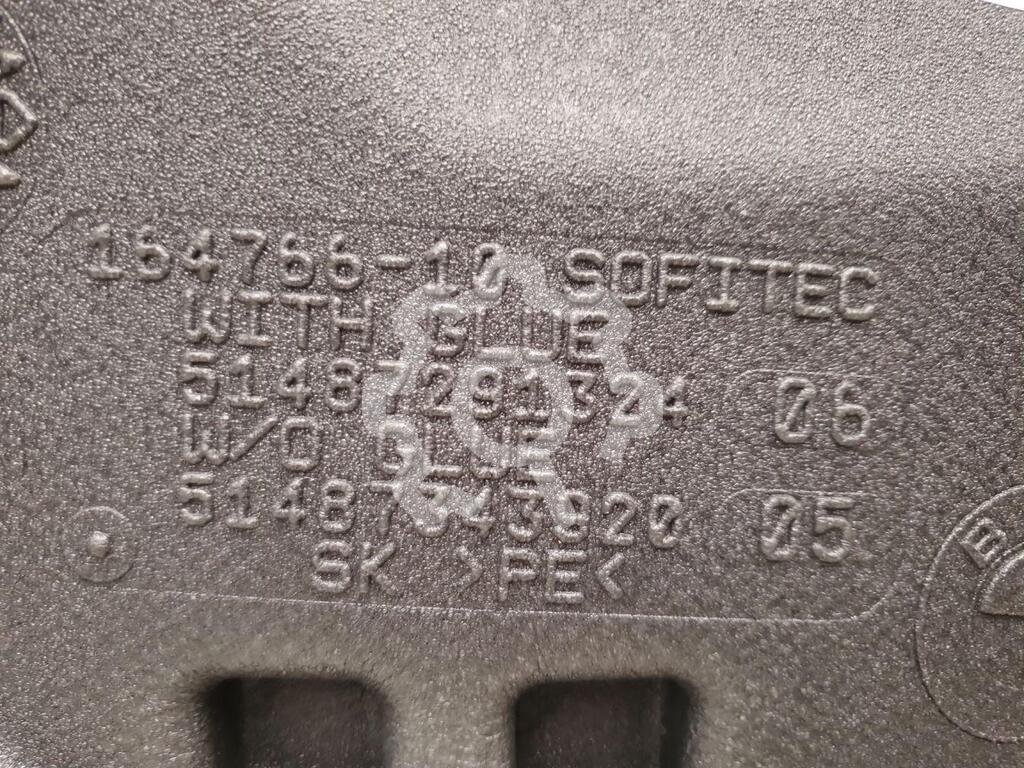 164766-10 SOFITEC
WITH GLUE
51487291324 06
W/O GLUE
51487343920 05
SK >PE<
B